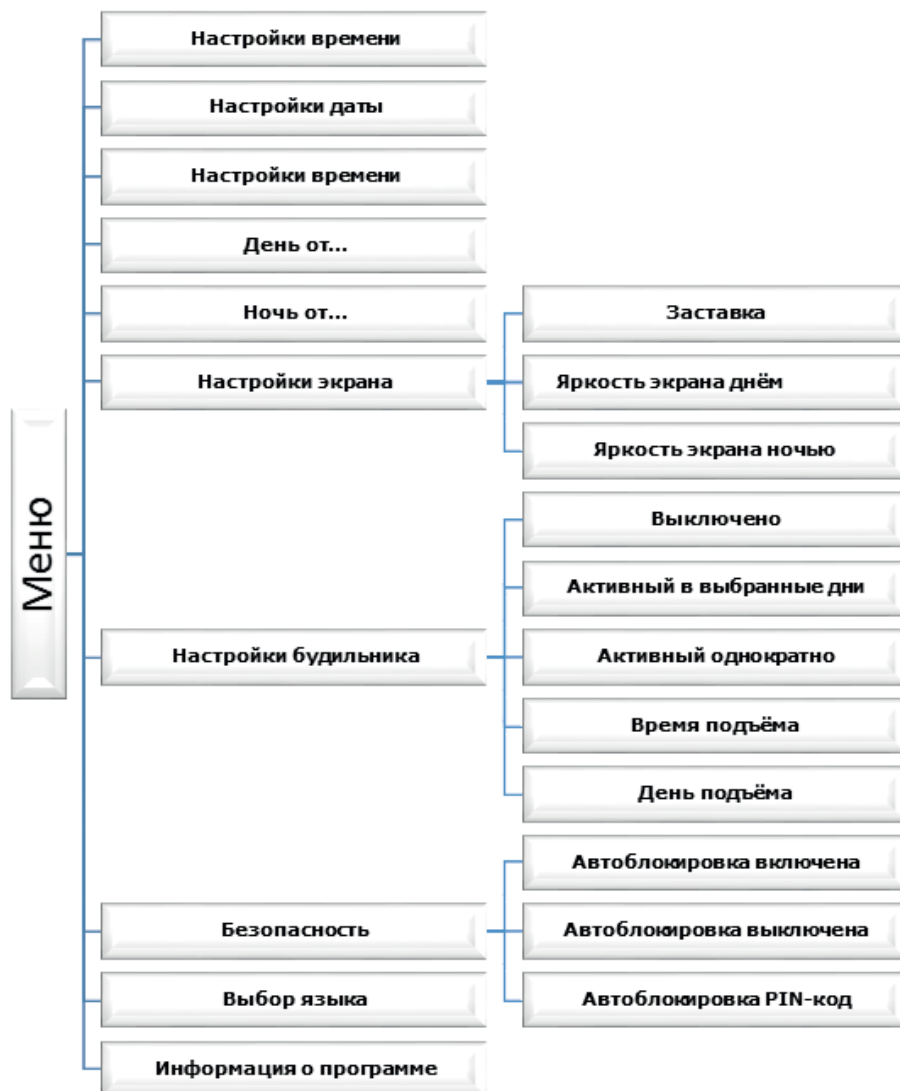 Меню
Настройки времени
Настройки даты
Настройки времени
День от...
Ночь от...
Настройки экрана
Заставка
Яркость экрана днём
Яркость экрана ночью
Настройки будильника
Выключено
Активный в выбранные дни
Активный однократно
Время подъёма
День подъёма
Безопасность
Автоблокировка включена
Автоблокировка выключена
Автоблокировка PIN-код
Выбор языка
Информация о программе